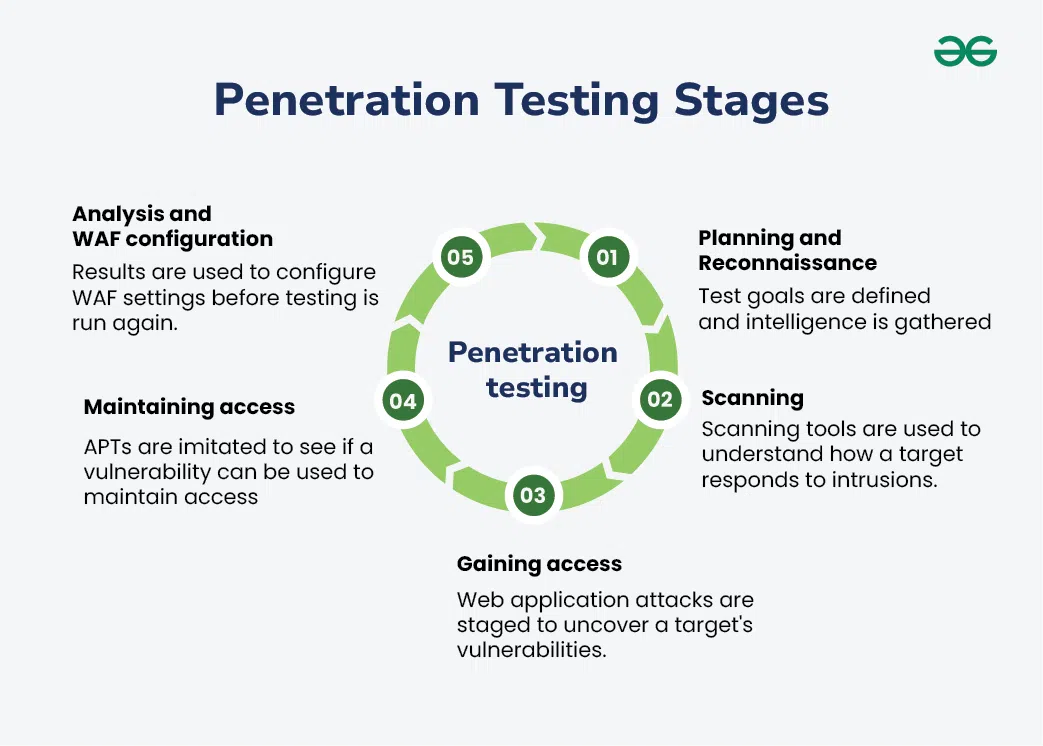 Penetration Testing Stages
Analysis and
WAF configuration
Results are used to configure
WAF settings before testing is
run again.
05
01
Planning and
Reconnaissance
Test goals are defined
and intelligence is gathered
Penetration
testing
Maintaining access
APTs are imitated to see if a
vulnerability can be used to
maintain access
04
02
Scanning
Scanning tools are used to
understand how a target
responds to intrusions.
03
Gaining access
Web application attacks are
staged to uncover a target's
vulnerabilities.